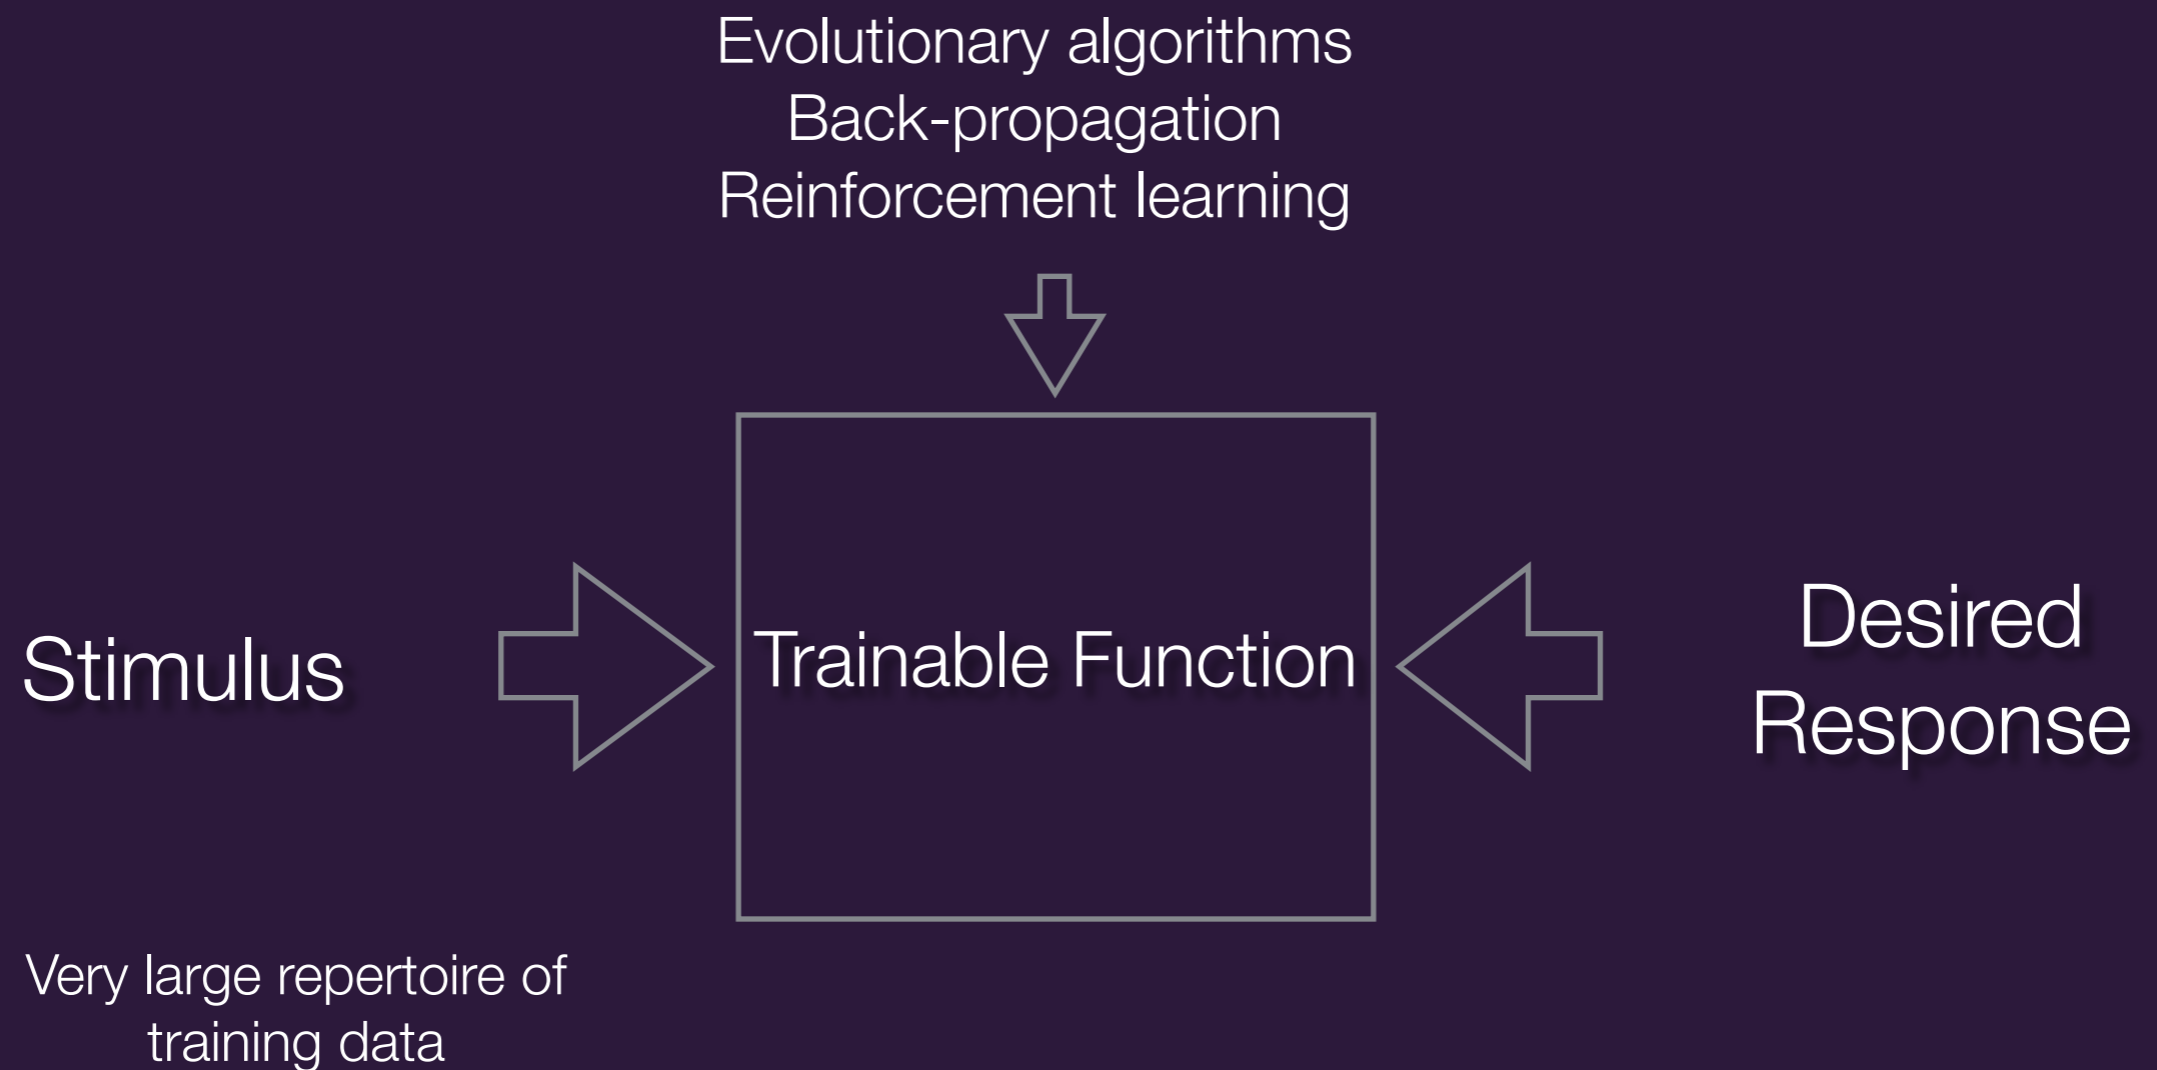 Evolutionary algorithms
Back-propagation
Reinforcement learning
Stimulus
Trainable Function
Desired
Response
Very large repertoire of
training data